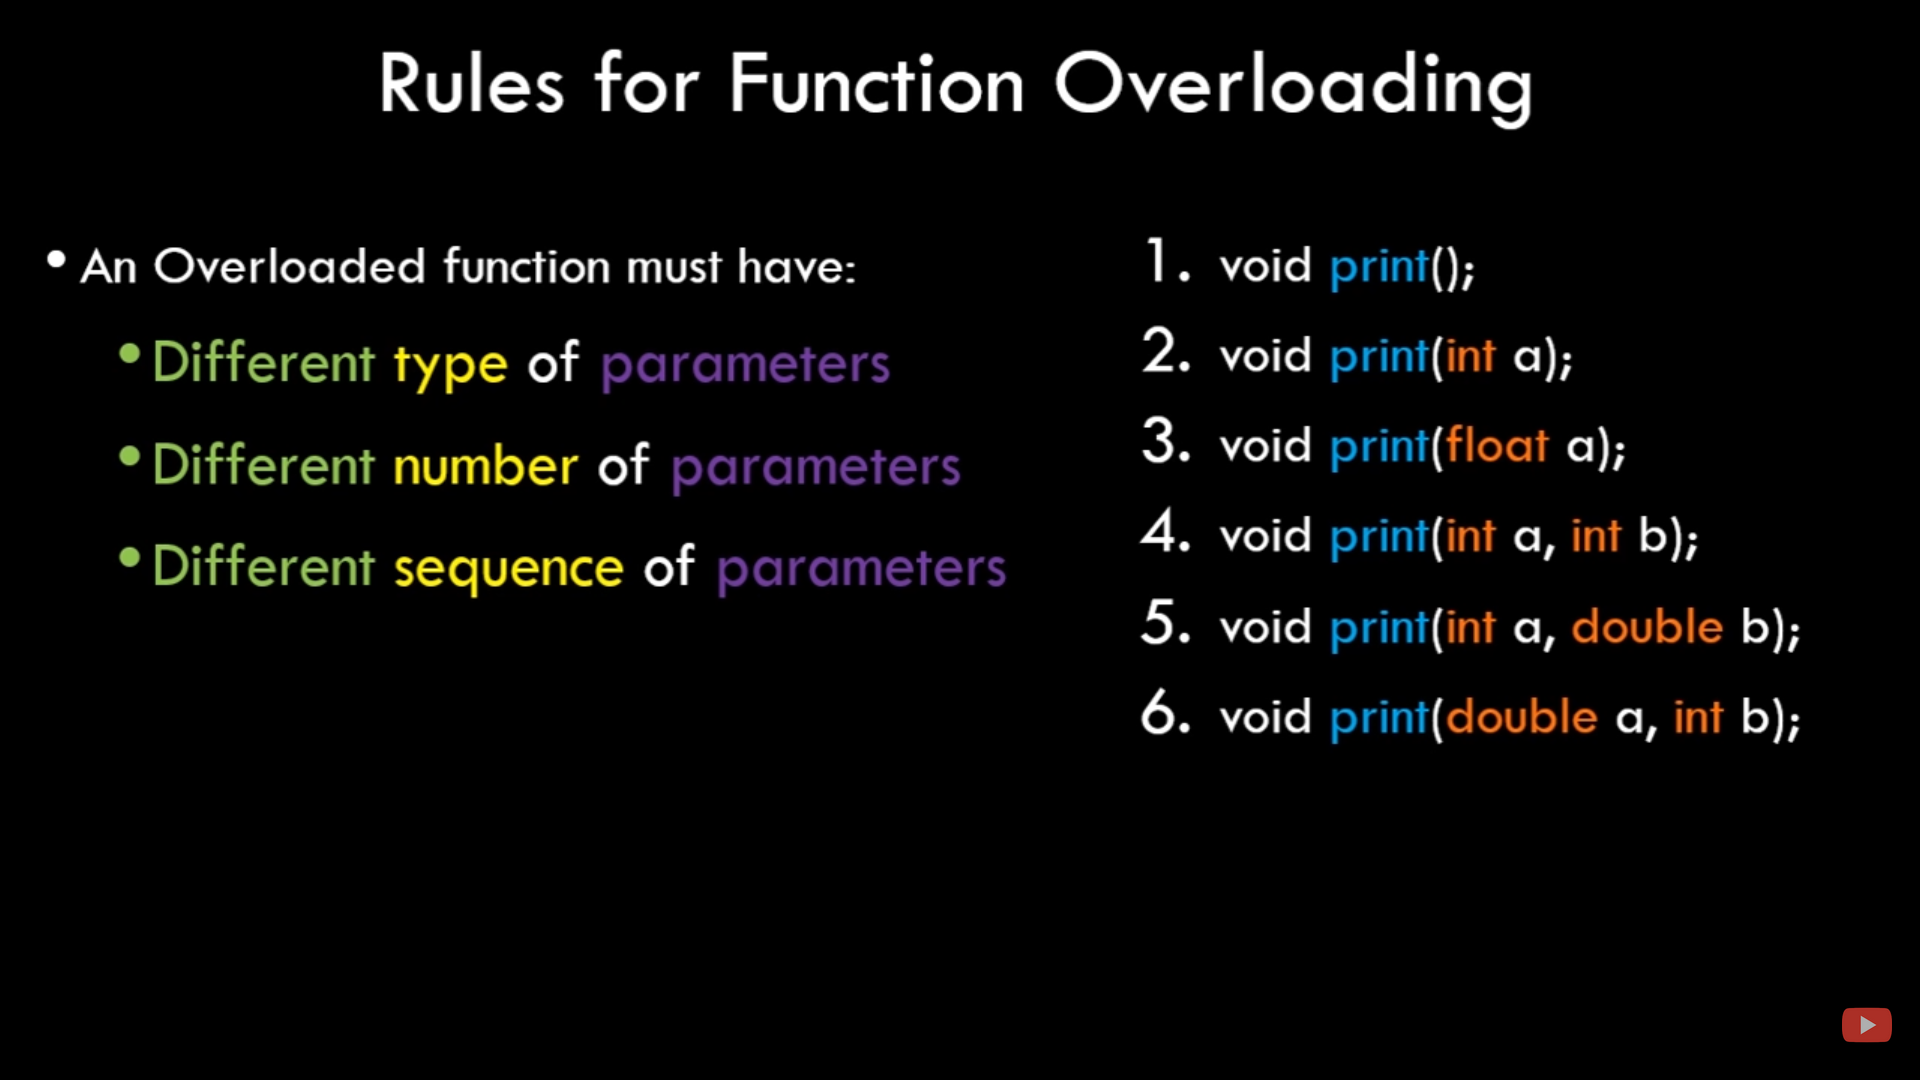 Rules for Function Overloading
• An Overloaded function must have:
• Different type of parameters
• Different number of parameters
• Different sequence of parameters
1. void print();
2. void print(int a);
3. void print(float a);
4. void print(int a, int b);
5. void print(int a, double b);
6. void print(double a, int b);